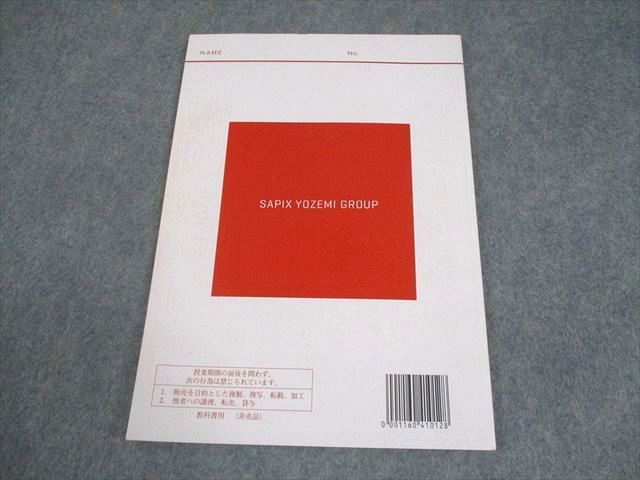 NAME No.
SAPIX YOZEMI GROUP
授業期間の前後を問わず、
次の行為は禁じられています。
1. 販売を目的とした複製、複写、転載、加工
2. 他者への譲渡、転売、貸与
教科書用 （非売品）
0 001160 410128